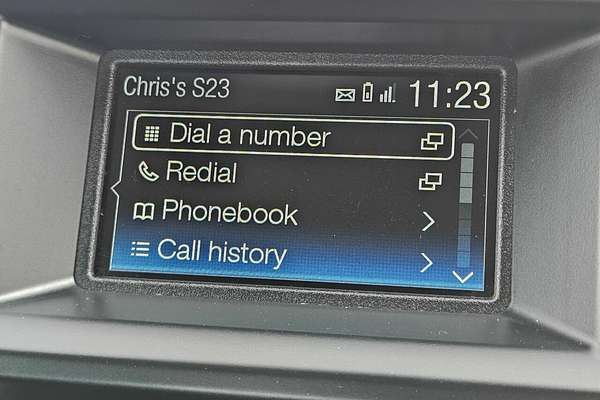 Chris's S23 11:23
Dial a number
Redial
Phonebook
Call history